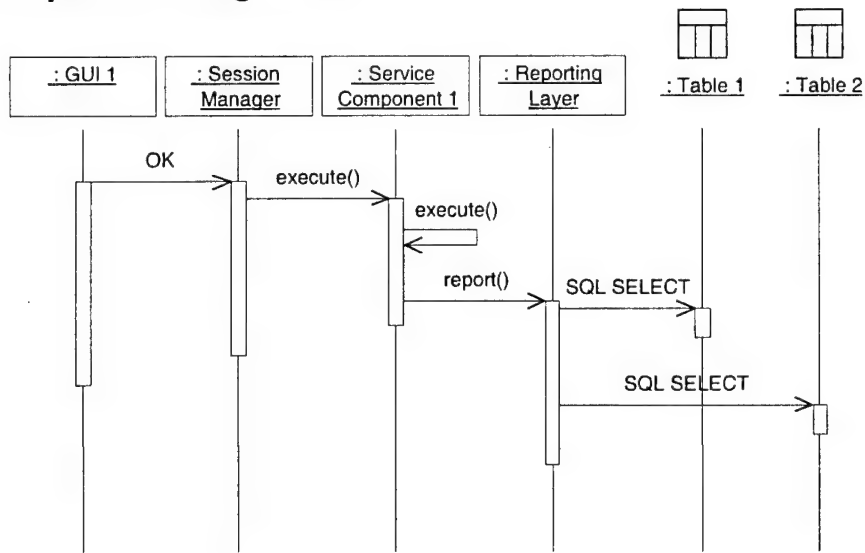 : GUI 1
: Session
Manager
: Service
Component 1
: Reporting
Layer
: Table 1
: Table 2
OK
execute()
execute()
report()
SQL SELECT
SQL SELECT